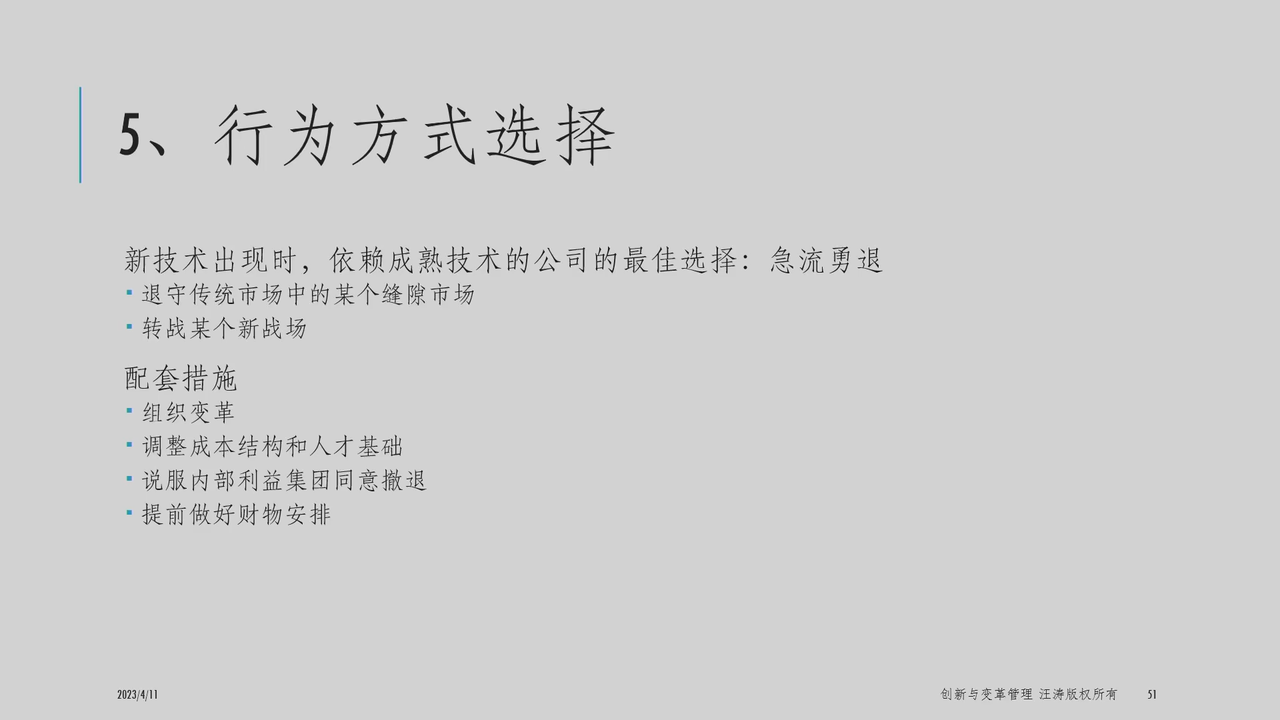 5、行为方式选择
新技术出现时，依赖成熟技术的公司的最佳选择：急流勇退
▪退守传统市场中的某个缝隙市场
▪转战某个新战场
配套措施
▪组织变革
▪调整成本结构和人才基础
▪说服内部利益集团同意撤退
▪提前做好财物安排
2023/4/11
创新与变革管理 汪涛版权所有
51